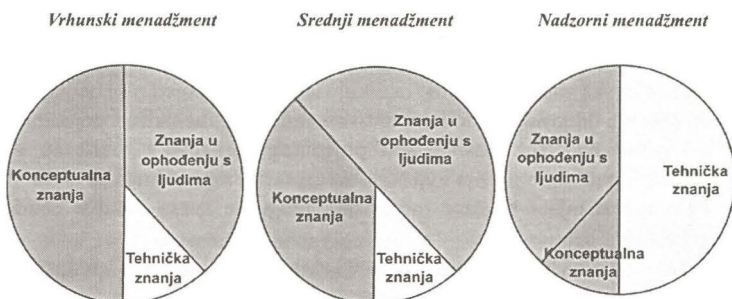 Vrhunski menadžment
Srednji menadžment
Nadzorni menadžment
Konceptualna
znanja
Znanja u
ophođenju s
ljudima
Tehnička
znanja
Znanja u
ophođenju s
ljudima
Konceptualna
znanja
Tehnička
znanja
Znanja u
ophođenju s
ljudima
Tehnička
znanja
Konceptualna
znanja